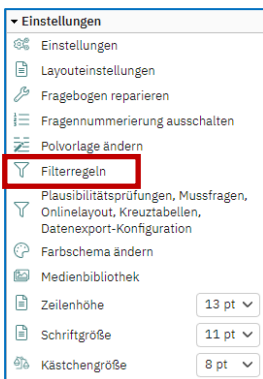 Einstellungen
Einstellungen
Layouteinstellungen
Fragebogen reparieren
Fragennummerierung ausschalten
Polvorlage ändern
Filterregeln
Plausibilitätsprüfungen, Mussfragen,
Onlinelayout, Kreuztabellen,
Datenexport-Konfiguration
Farbschema ändern
Medienbibliothek
Zeilenhöhe 13 pt
Schriftgröße 11 pt
Kästchengröße 8 pt